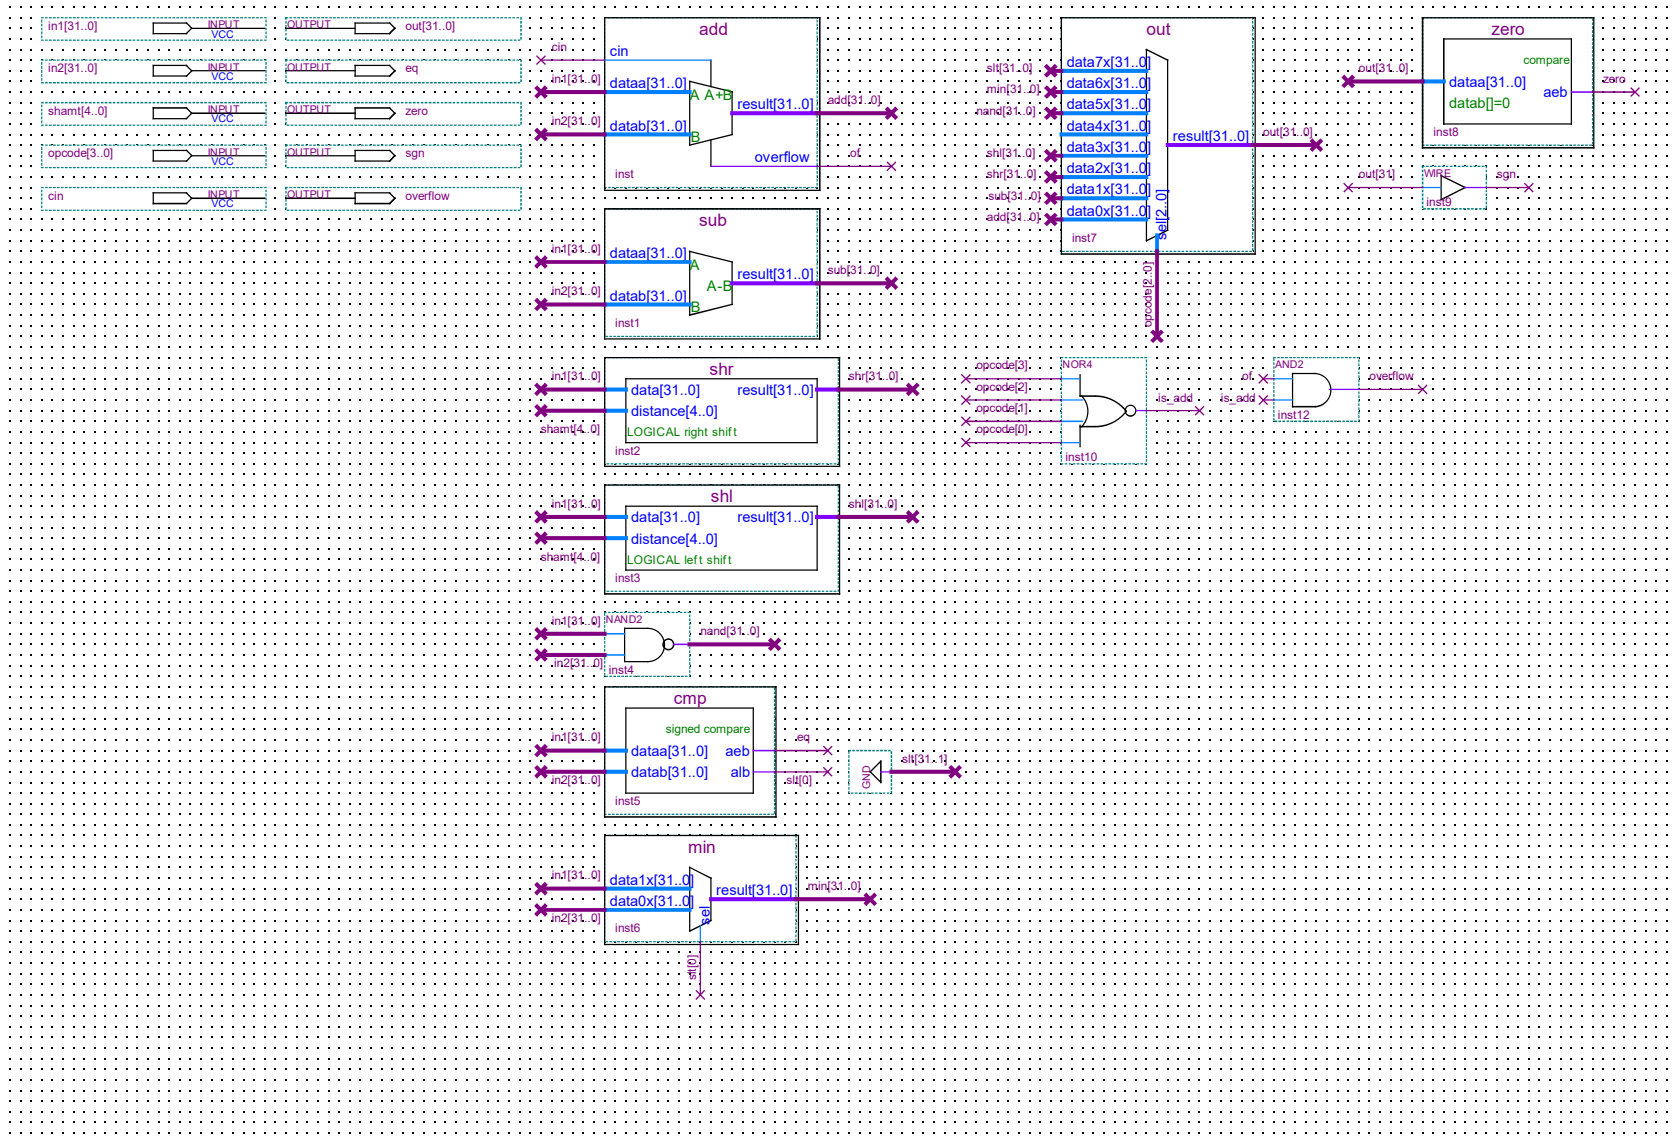 in1[31..0]
INPUT
VCC
in2[31..0]
INPUT
VCC
shamt[4..0]
INPUT
VCC
opcode[3..0]
INPUT
VCC
cin
INPUT
VCC
OUTPUT
out[31..0]
OUTPUT
eq
OUTPUT
zero
OUTPUT
sgn
OUTPUT
overflow
add
cin
cin
in1[31..0]
dataa[31..0]
A
A+B
result[31..0]
add[31..0]
in2[31..0]
datab[31..0]
B
overflow
of
inst
sub
in1[31..0]
dataa[31..0]
A
A-B
result[31..0]
sub[31..0]
in2[31..0]
datab[31..0]
B
inst1
shr
in1[31..0]
data[31..0]
result[31..0]
shr[31..0]
distance[4..0]
shamt[4..0]
LOGICAL right shift
inst2
shl
in1[31..0]
data[31..0]
result[31..0]
shl[31..0]
distance[4..0]
shamt[4..0]
LOGICAL left shift
inst3
in1[31..0]
NAND2
nand[31..0]
in2[31..0]
inst4
cmp
signed compare
in1[31..0]
dataa[31..0]
aeb
eq
in2[31..0]
datab[31..0]
alb
slt[0]
inst5
GND
slt[31..1]
min
in1[31..0]
data1x[31..0]
result[31..0]
min[31..0]
in2[31..0]
data0x[31..0]
sel
inst6
slt[0]
out
slt[31..0]
data7x[31..0]
min[31..0]
data6x[31..0]
nand[31..0]
data5x[31..0]
data4x[31..0]
result[31..0]
out[31..0]
shl[31..0]
data3x[31..0]
shr[31..0]
data2x[31..0]
sub[31..0]
data1x[31..0]
add[31..0]
data0x[31..0]
sel[2..0]
inst7
opcode[2..0]
opcode[3]
opcode[2]
opcode[1]
opcode[0]
NOR4
is_add
inst10
of
is_add
AND2
overflow
inst12
zero
compare
out[31..0]
dataa[31..0]
aeb
zero
datab[]=0
inst8
out[31]
WIRE
sgn
inst9